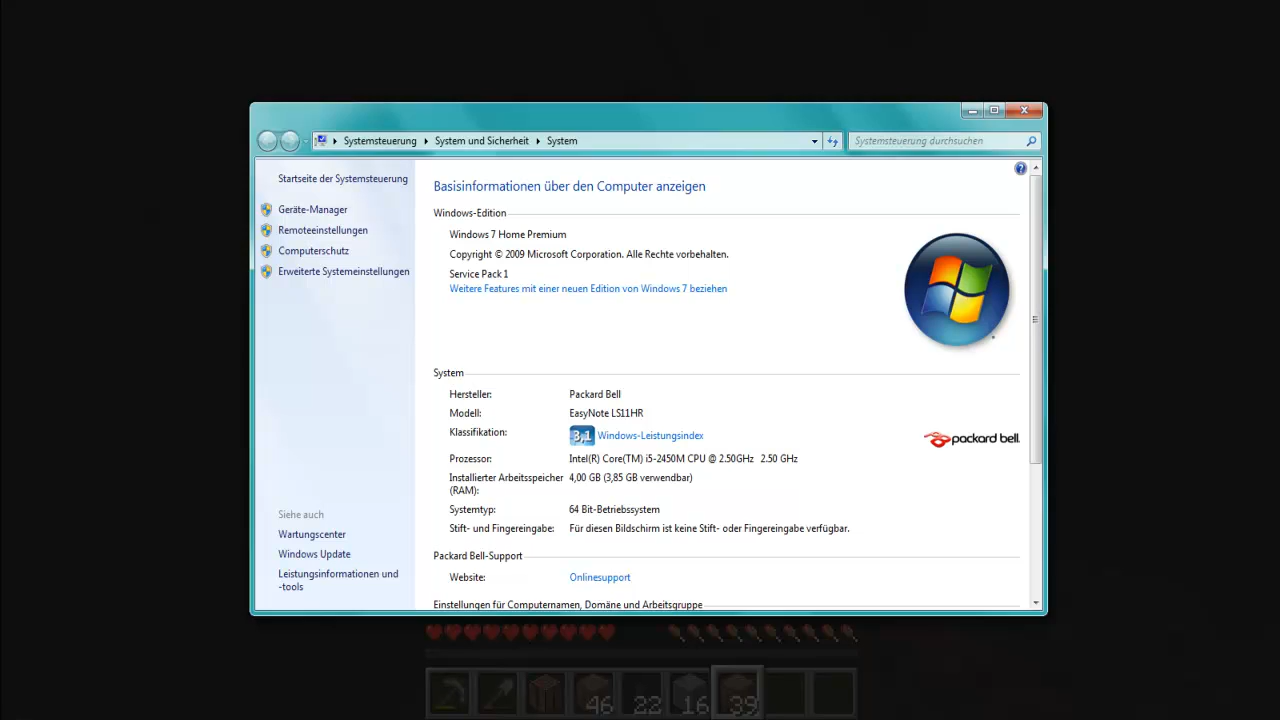 Systemsteuerung
System und Sicherheit
System
Systemsteuerung durchsuchen
Startseite der Systemsteuerung
Geräte-Manager
Remoteeinstellungen
Computerschutz
Erweiterte Systemeinstellungen
Siehe auch
Wartungscenter
Windows Update
Leistungsinformationen und
-tools
Basisinformationen über den Computer anzeigen
Windows-Edition
Windows 7 Home Premium
Copyright © 2009 Microsoft Corporation. Alle Rechte vorbehalten.
Service Pack 1
Weitere Features mit einer neuen Edition von Windows 7 beziehen
System
Hersteller: Packard Bell
Modell: EasyNote LS11HR
Klassifikation: 3,1 Windows-Leistungsindex
packard bell
Prozessor: Intel(R) Core(TM) i5-2450M CPU @ 2.50GHz 2.50 GHz
Installierter Arbeitsspeicher 4,00 GB (3,85 GB verwendbar)
(RAM):
Systemtyp: 64 Bit-Betriebssystem
Stift- und Fingereingabe: Für diesen Bildschirm ist keine Stift- oder Fingereingabe verfügbar.
Packard Bell-Support
Website: Onlinesupport
Einstellungen für Computernamen, Domäne und Arbeitsgruppe
46 22 16 39